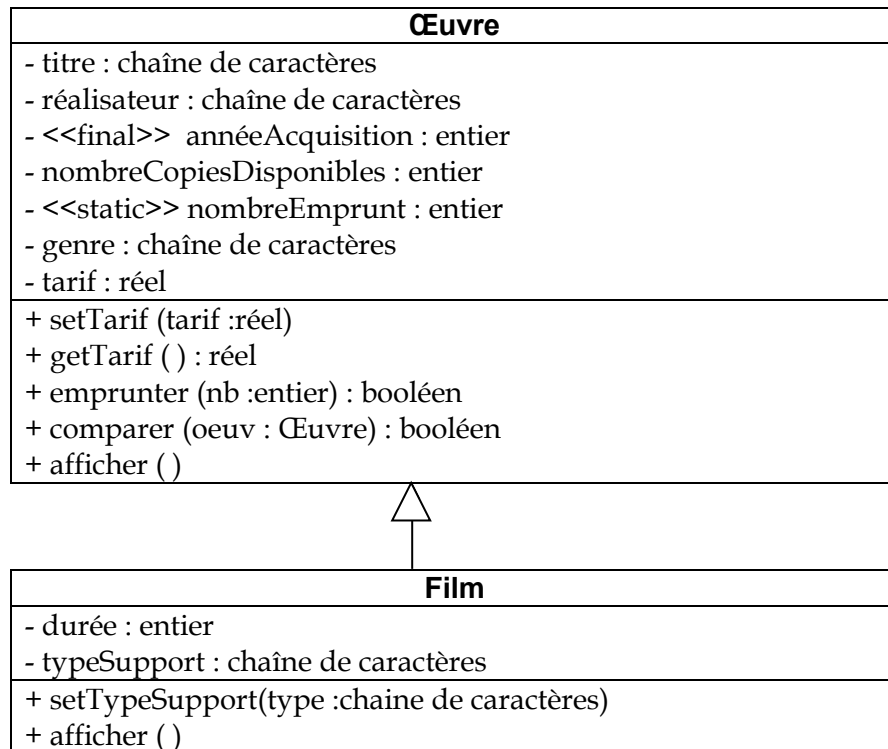 Œuvre
- titre : chaîne de caractères
- réalisateur : chaîne de caractères
- <<final>> annéeAcquisition : entier
- nombreCopiesDisponibles : entier
- <<static>> nombreEmprunt : entier
- genre : chaîne de caractères
- tarif : réel
+ setTarif (tarif :réel)
+ getTarif ( ) : réel
+ emprunter (nb :entier) : booléen
+ comparer (oeuv : Œuvre) : booléen
+ afficher ( )
Film
- durée : entier
- typeSupport : chaîne de caractères
+ setTypeSupport(type :chaine de caractères)
+ afficher ( )